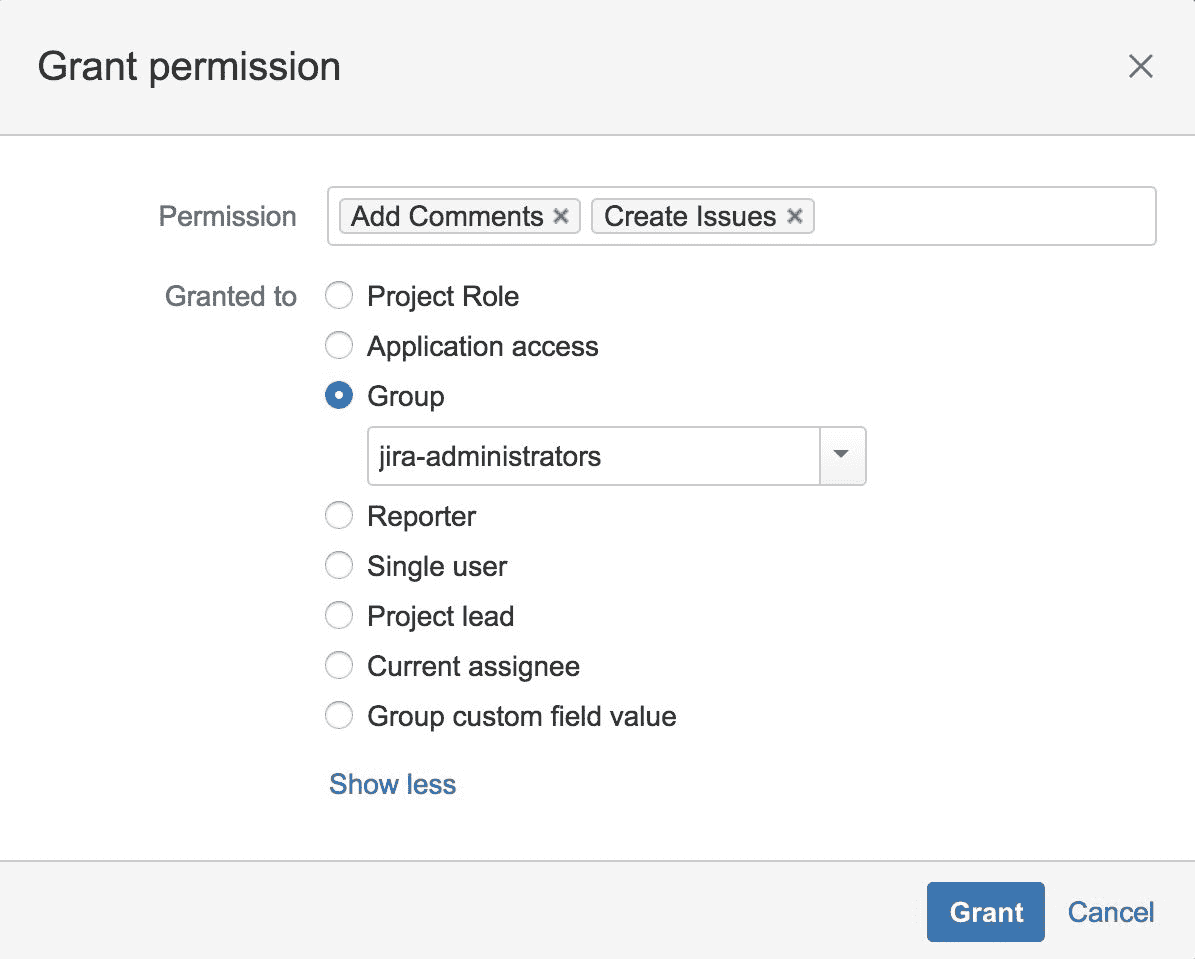 Grant permission
Permission Add Comments Create Issues
Granted to Project Role
Application access
Group
jira-administrators
Reporter
Single user
Project lead
Current assignee
Group custom field value
Show less
Grant Cancel